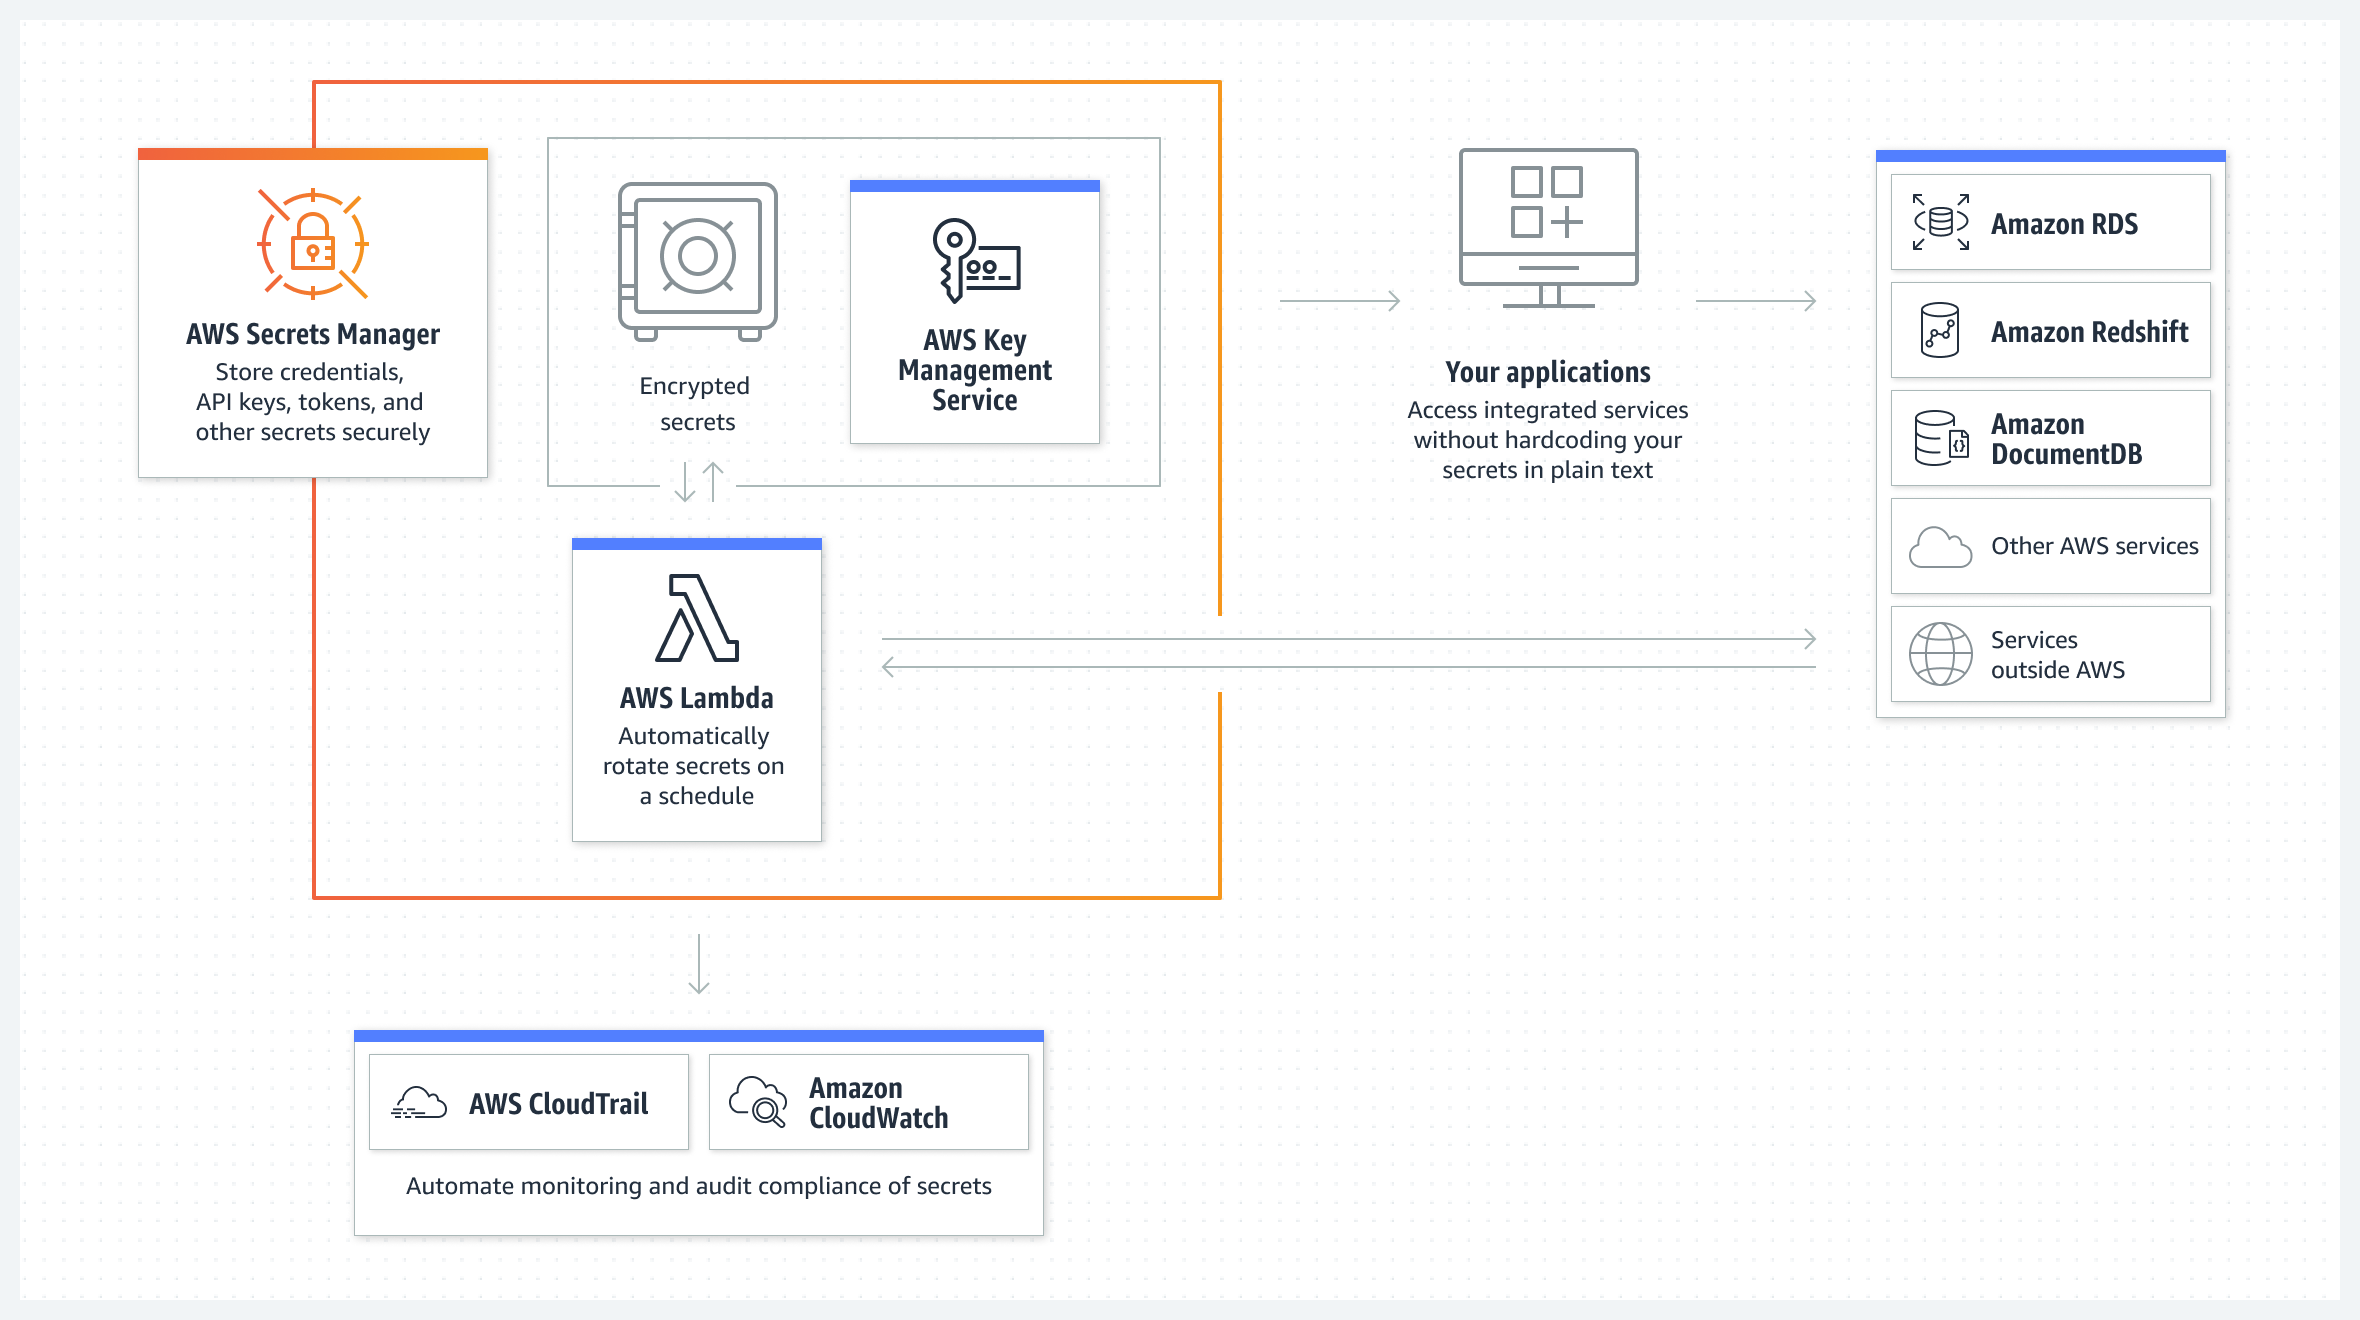 AWS Secrets Manager
Store credentials,
API keys, tokens, and
other secrets securely
Encrypted
secrets
AWS Key
Management
Service
AWS Lambda
Automatically
rotate secrets on
a schedule
Your applications
Access integrated services
without hardcoding your
secrets in plain text
Amazon RDS
Amazon Redshift
Amazon
DocumentDB
Other AWS services
Services
outside AWS
AWS CloudTrail
Amazon
CloudWatch
Automate monitoring and audit compliance of secrets